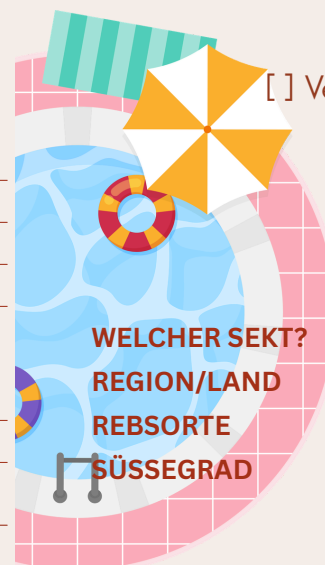 [ ] V
WELCHER SEKT?
REGION/LAND
REBSORTE
SÜSSEGRAD